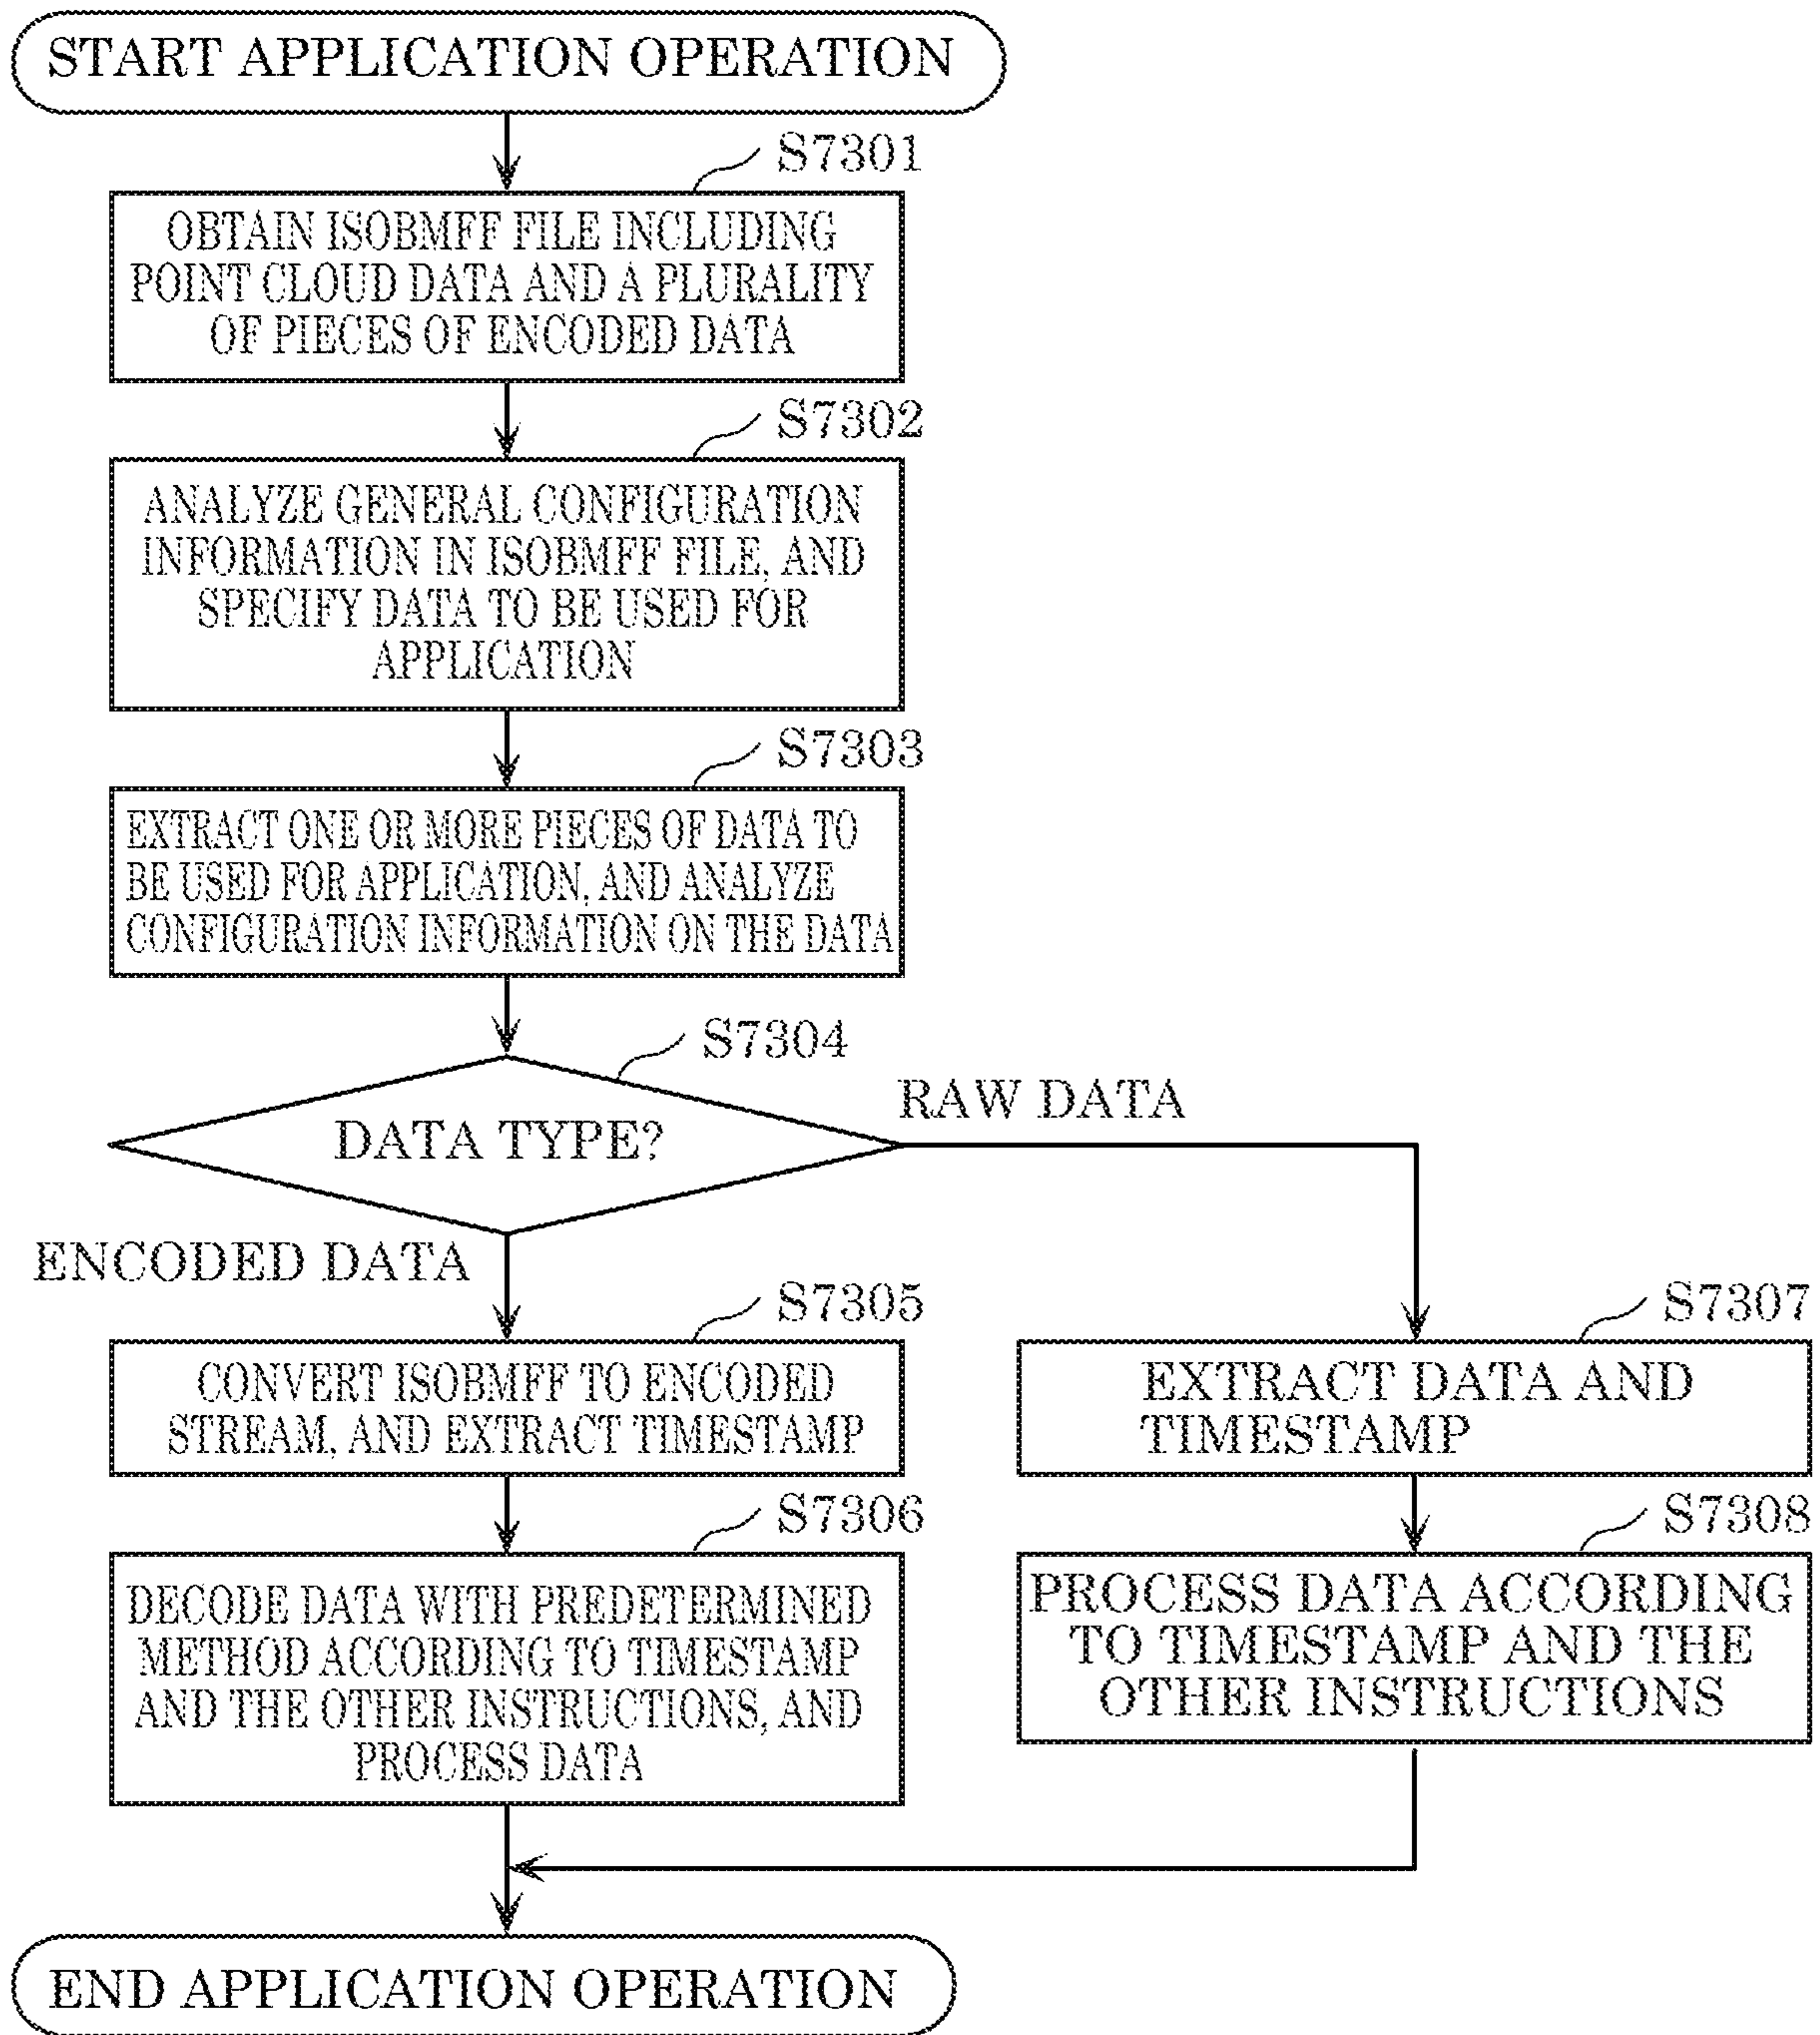 START APPLICATION OPERATION
S7301
OBTAIN ISOBMFF FILE INCLUDING
POINT CLOUD DATA AND A PLURALITY
OF PIECES OF ENCODED DATA
S7302
ANALYZE GENERAL CONFIGURATION
INFORMATION IN ISOBMFF FILE, AND
SPECIFY DATA TO BE USED FOR
APPLICATION
S7303
EXTRACT ONE OR MORE PIECES OF DATA TO
BE USED FOR APPLICATION, AND ANALYZE
CONFIGURATION INFORMATION ON THE DATA
S7304
DATA TYPE?
RAW DATA
ENCODED DATA
S7305
CONVERT ISOBMFF TO ENCODED
STREAM, AND EXTRACT TIMESTAMP
S7306
DECODE DATA WITH PREDETERMINED
METHOD ACCORDING TO TIMESTAMP
AND THE OTHER INSTRUCTIONS, AND
PROCESS DATA
S7307
EXTRACT DATA AND
TIMESTAMP
S7308
PROCESS DATA ACCORDING
TO TIMESTAMP AND THE
OTHER INSTRUCTIONS
END APPLICATION OPERATION